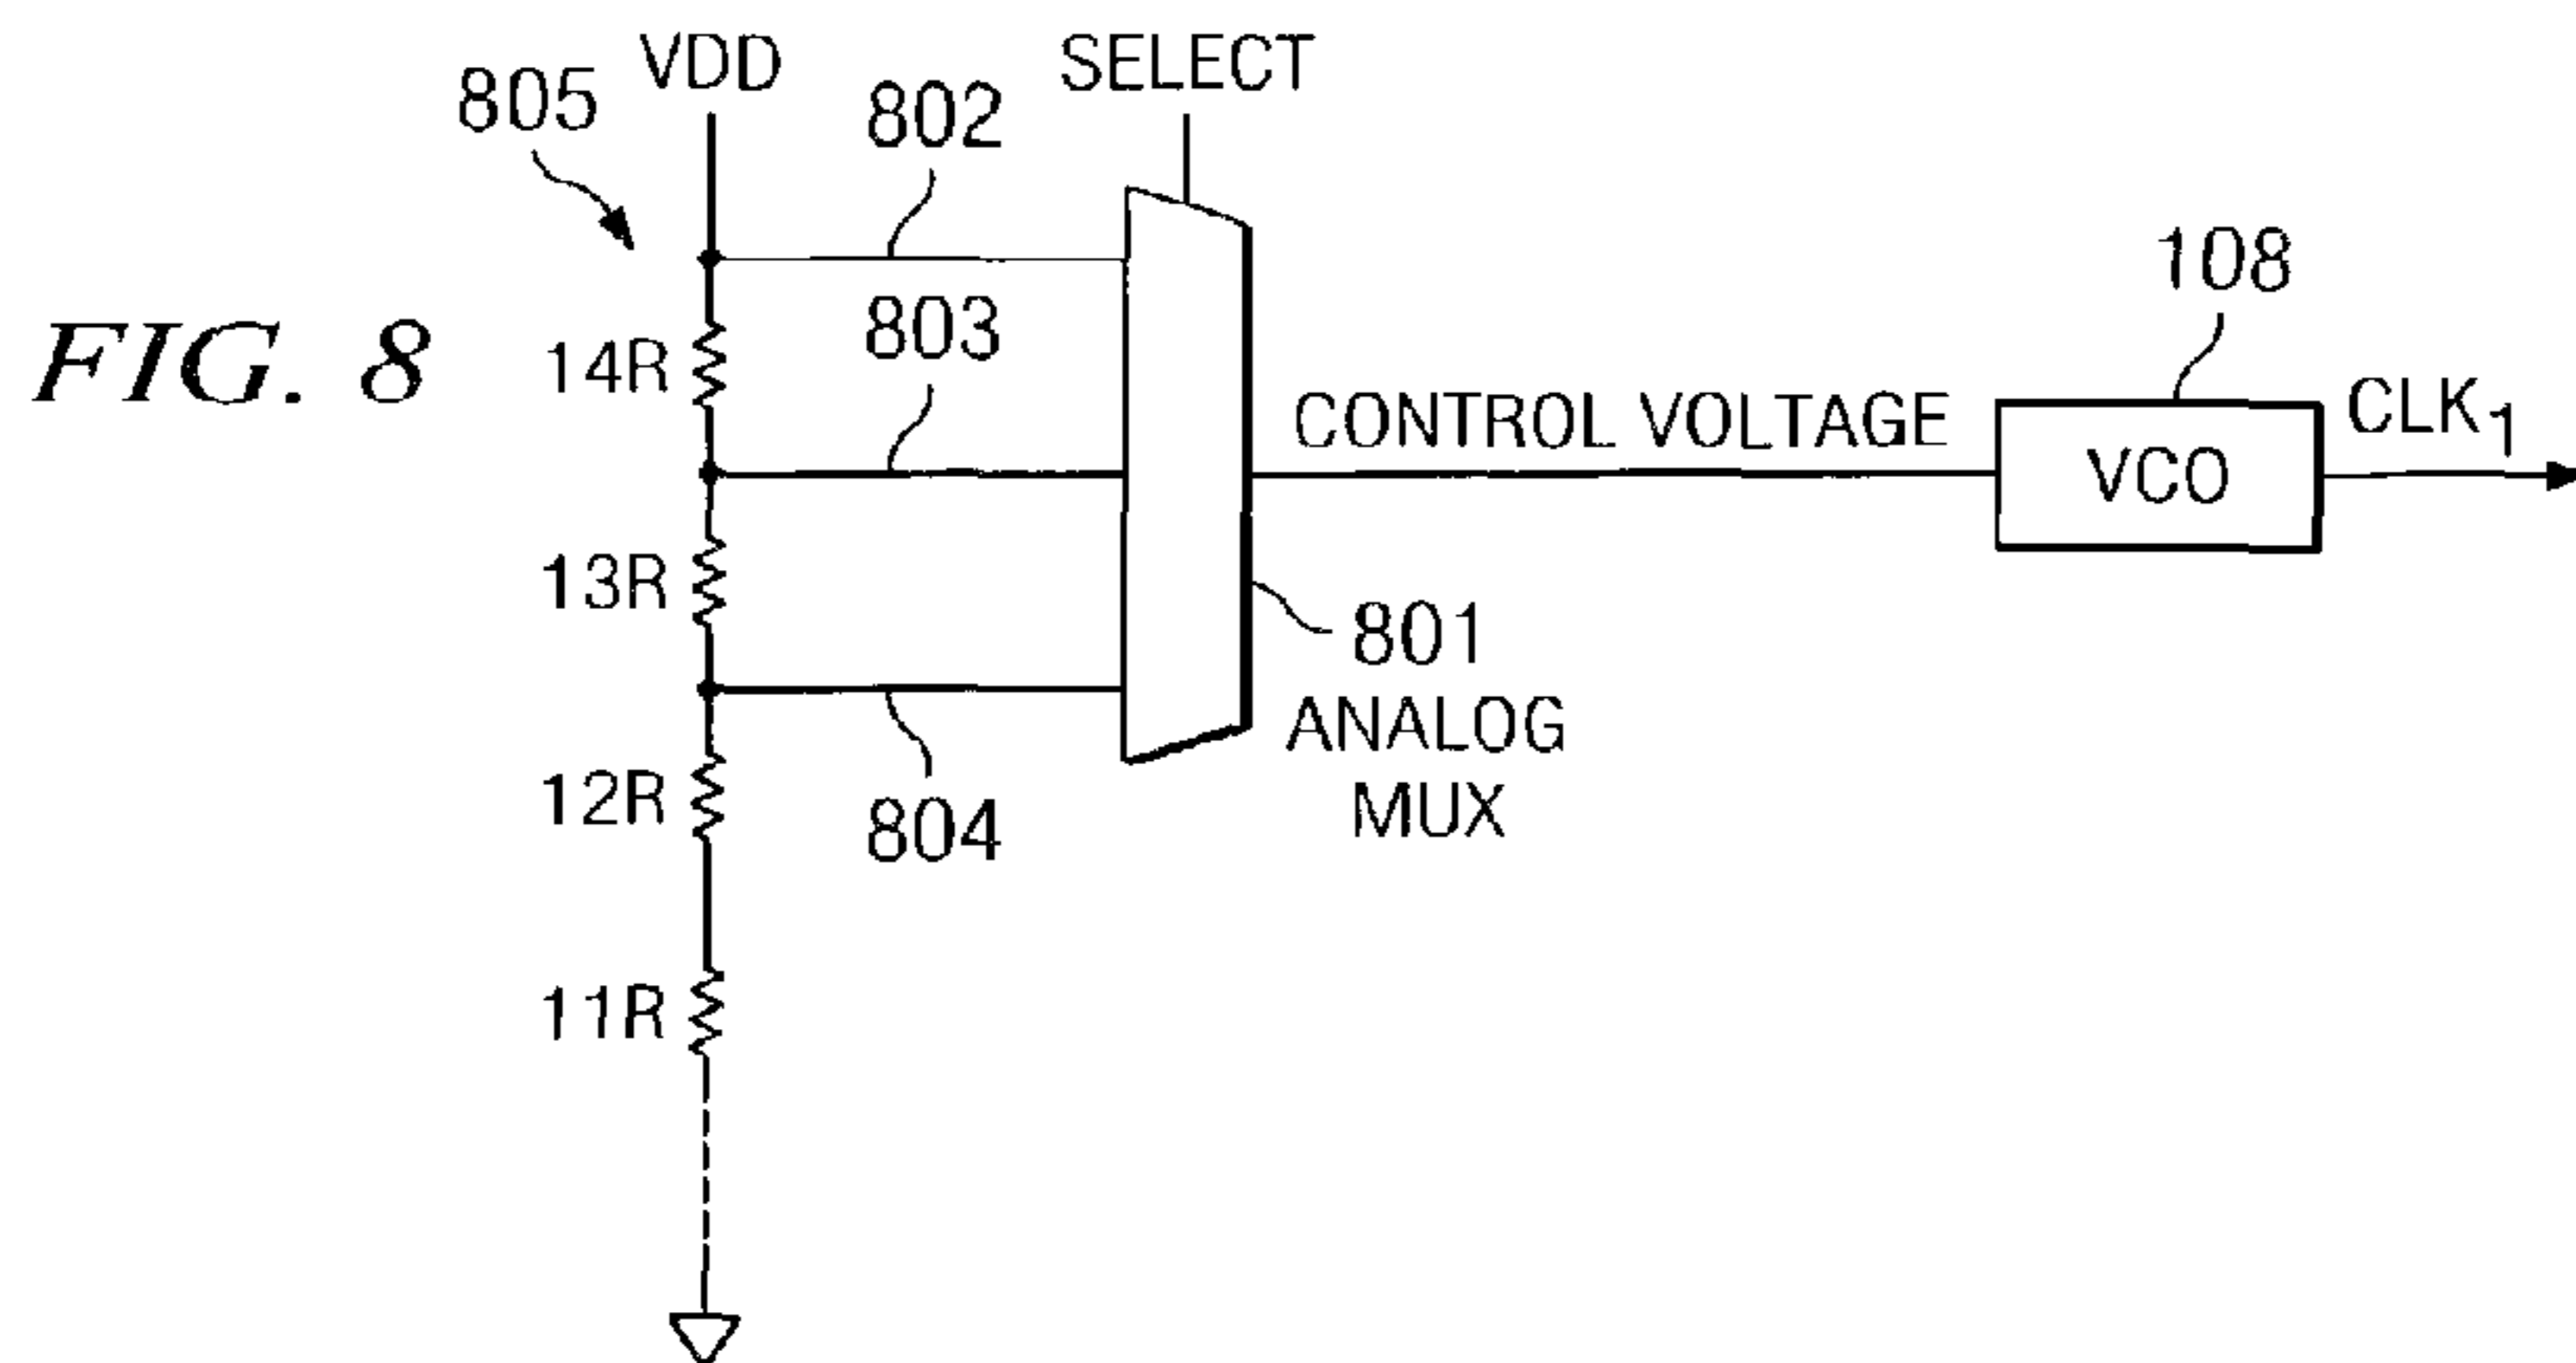 VDD
SELECT
805
802
108
803
FIG. 8
14R
CONTROL VOLTAGE
VCO
CLK1
13R
801
ANALOG
MUX
12R
804
11R